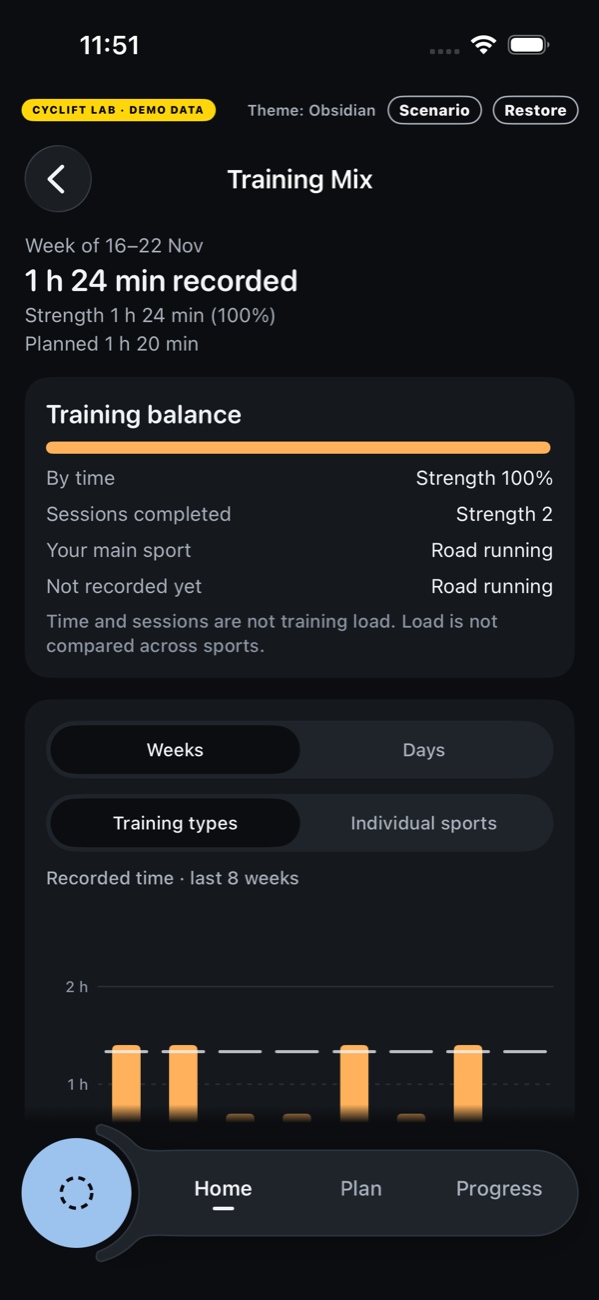 11:51
CYCLIFT LAB · DEMO DATA
Theme: Obsidian
Scenario
Restore
Training Mix
Week of 16–22 Nov
1 h 24 min recorded
Strength 1 h 24 min (100%)
Planned 1 h 20 min
Training balance
By time Strength 100%
Sessions completed Strength 2
Your main sport Road running
Not recorded yet Road running
Time and sessions are not training load. Load is not
compared across sports.
Weeks Days
Training types Individual sports
Recorded time · last 8 weeks
2 h
1 h
Home Plan Progress